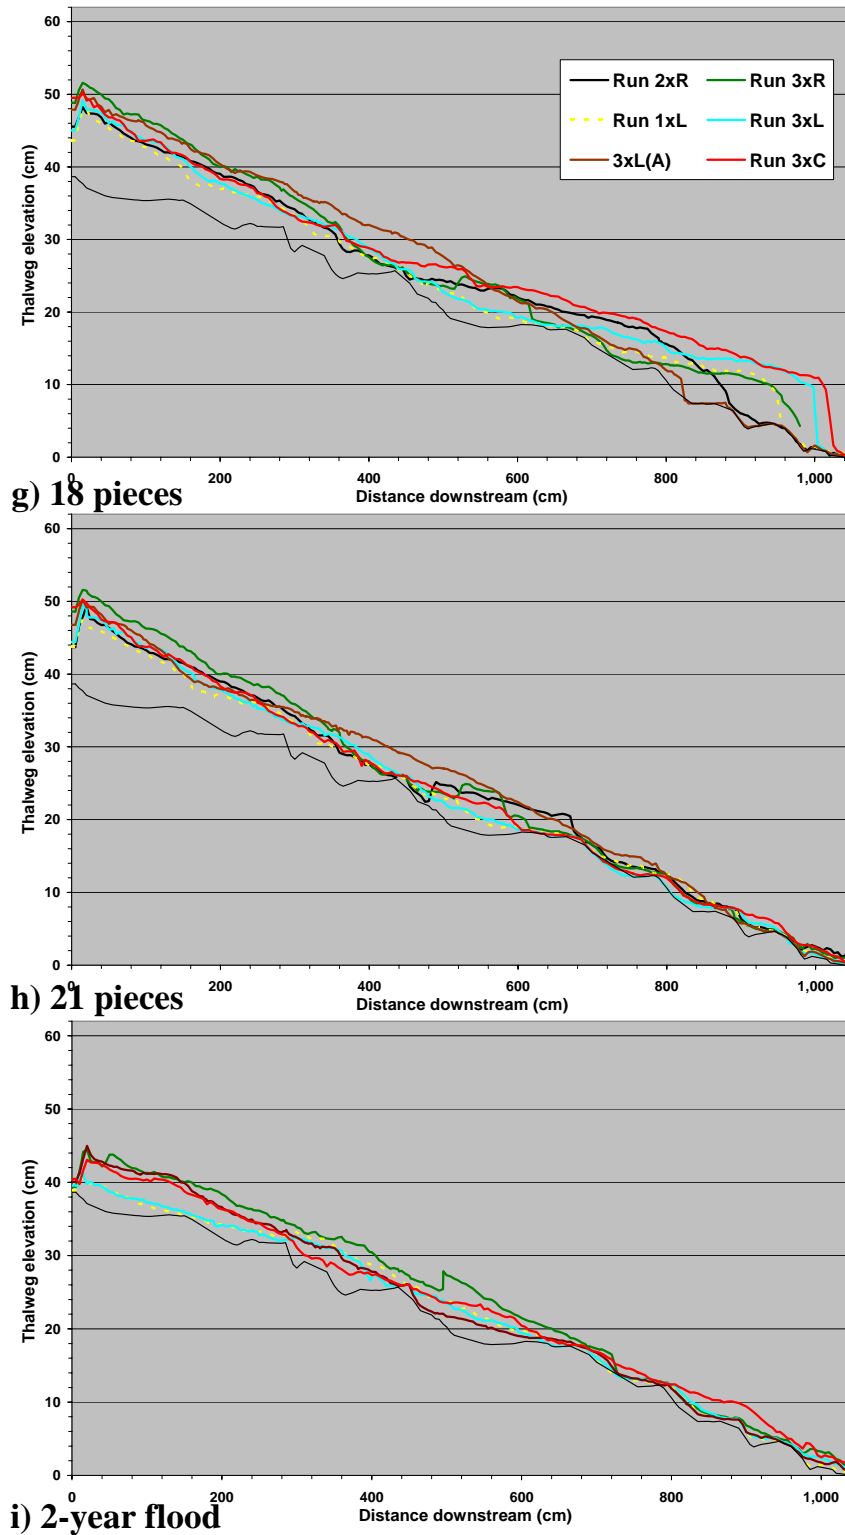 60
50
40
30
20
10
0
Thalweg elevation (cm)
Run 2xR Run 3xR
Run 1xL Run 3xL
3xL(A) Run 3xC
200 400 600 800 1,000
g) 18 pieces Distance downstream (cm)
60
50
40
30
20
10
0
Thalweg elevation (cm)
0 200 400 600 800 1,000
h) 21 pieces Distance downstream (cm)
60
50
40
30
20
10
0
Thalweg elevation (cm)
0 200 400 600 800 1,000
i) 2-year flood Distance downstream (cm)